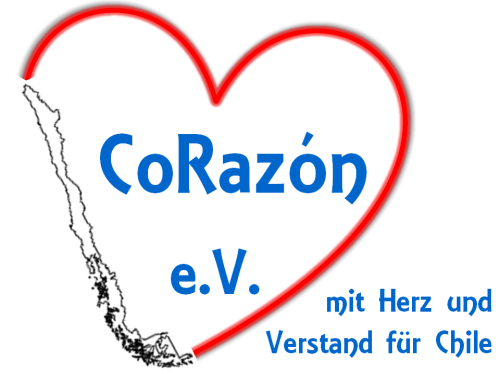 CoRazón
e.V.
mit Herz und
Verstand für Chile